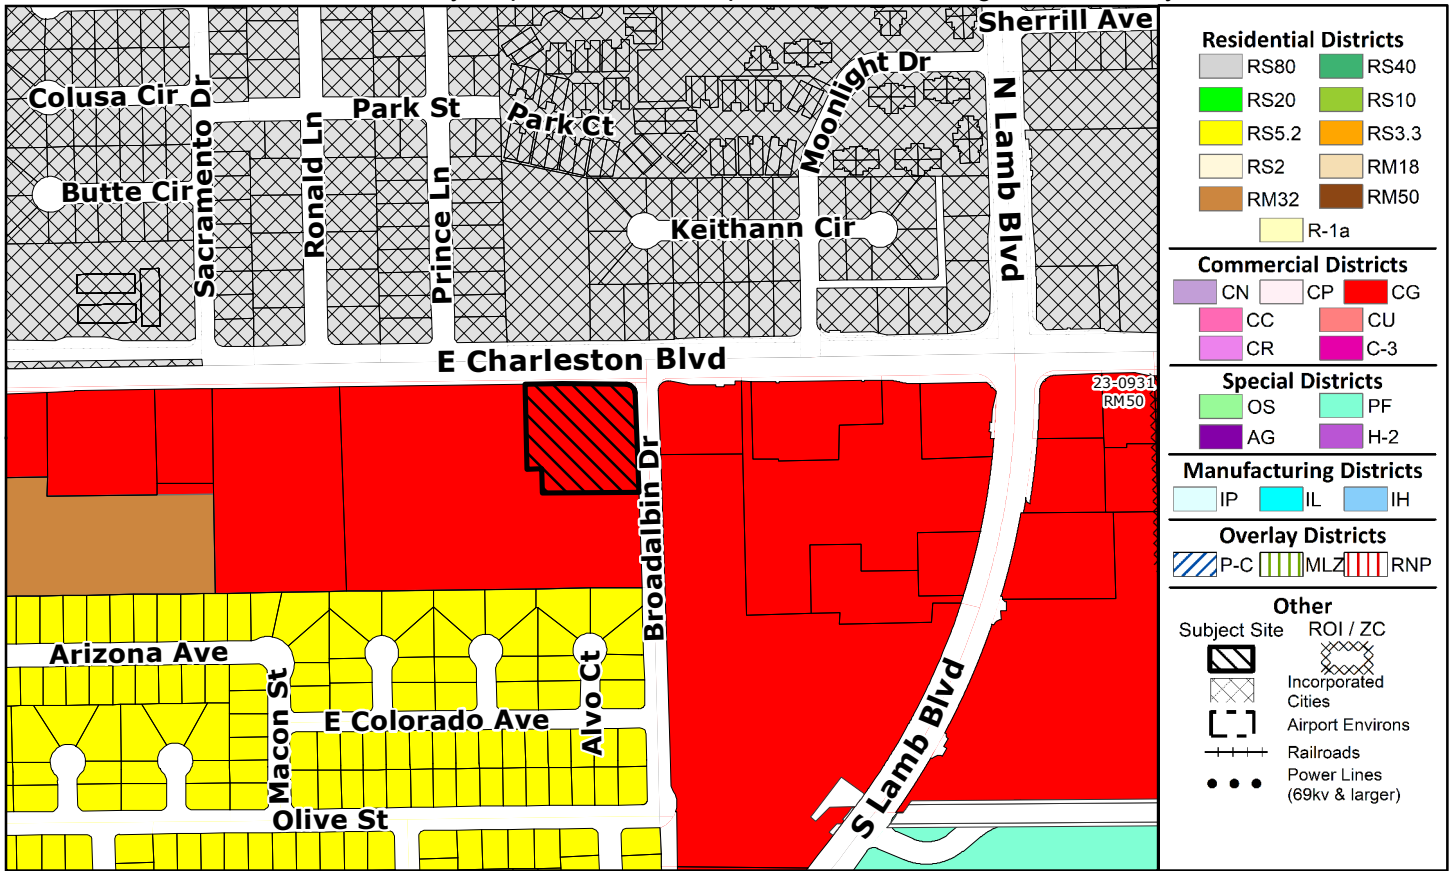 Sherrill Ave
Moonlight Dr
Colusa Cir
Park St
Park Ct
Sacramento Dr
Ronald Ln
Prince Ln
N Lamb Blvd
Butte Cir
Keithann Cir
E Charleston Blvd
23-0931
RM50
Broadalbin Dr
Arizona Ave
Macon St
E Colorado Ave
Alvo Ct
S Lamb Blvd
Olive St
Residential Districts
RS80 RS40
RS20 RS10
RS5.2 RS3.3
RS2 RM18
RM32 RM50
R-1a
Commercial Districts
CN CP CG
CC CU
CR C-3
Special Districts
OS PF
AG H-2
Manufacturing Districts
IP IL IH
Overlay Districts
P-C MLZ RNP
Other
Subject Site ROI / ZC
Incorporated
Cities
Airport Environs
Railroads
Power Lines
(69kv & larger)